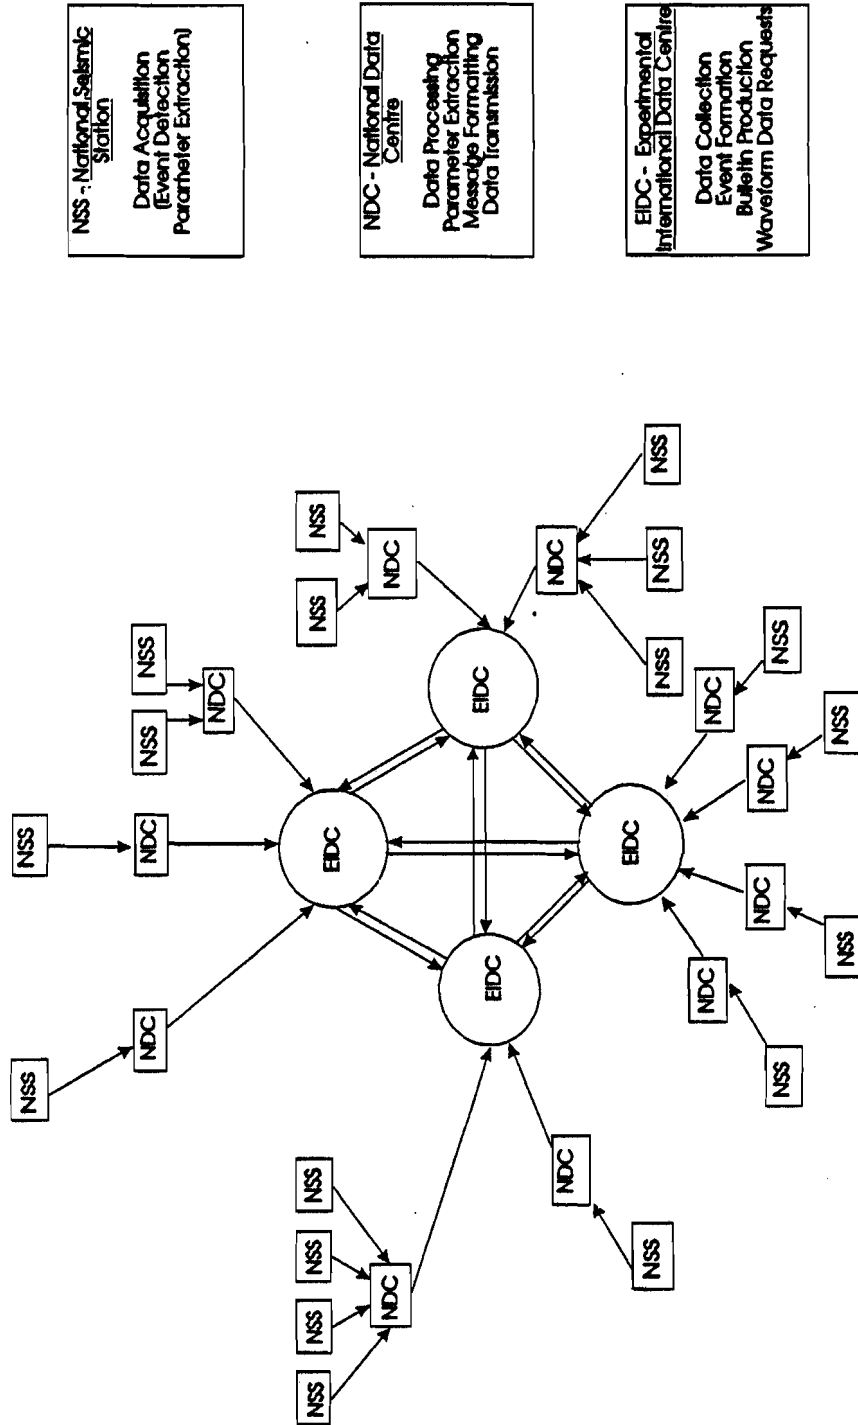 NSS
NSS
NDC
NDC
NSS
NSS
NDC
NSS
NSS
NSS
NSS
EIDC
NSS
NSS
NDC
NDC
EIDC
EIDC
NDC
NDC
EIDC
NSS
NSS
NSS
NSS
NDC
NDC
NDC
NDC
NSS
NSS
NSS
NSS
NSS - National Seismic
Station
Data Acquisition
(Event Detection
Parameter Extraction)
NDC - National Data
Centre
Data Processing
Parameter Extraction
Message Formatting
Data Transmission
EIDC - Experimental
International Data Centre
Data Collection
Event Formation
Bulletin Production
Waveform Data Requests